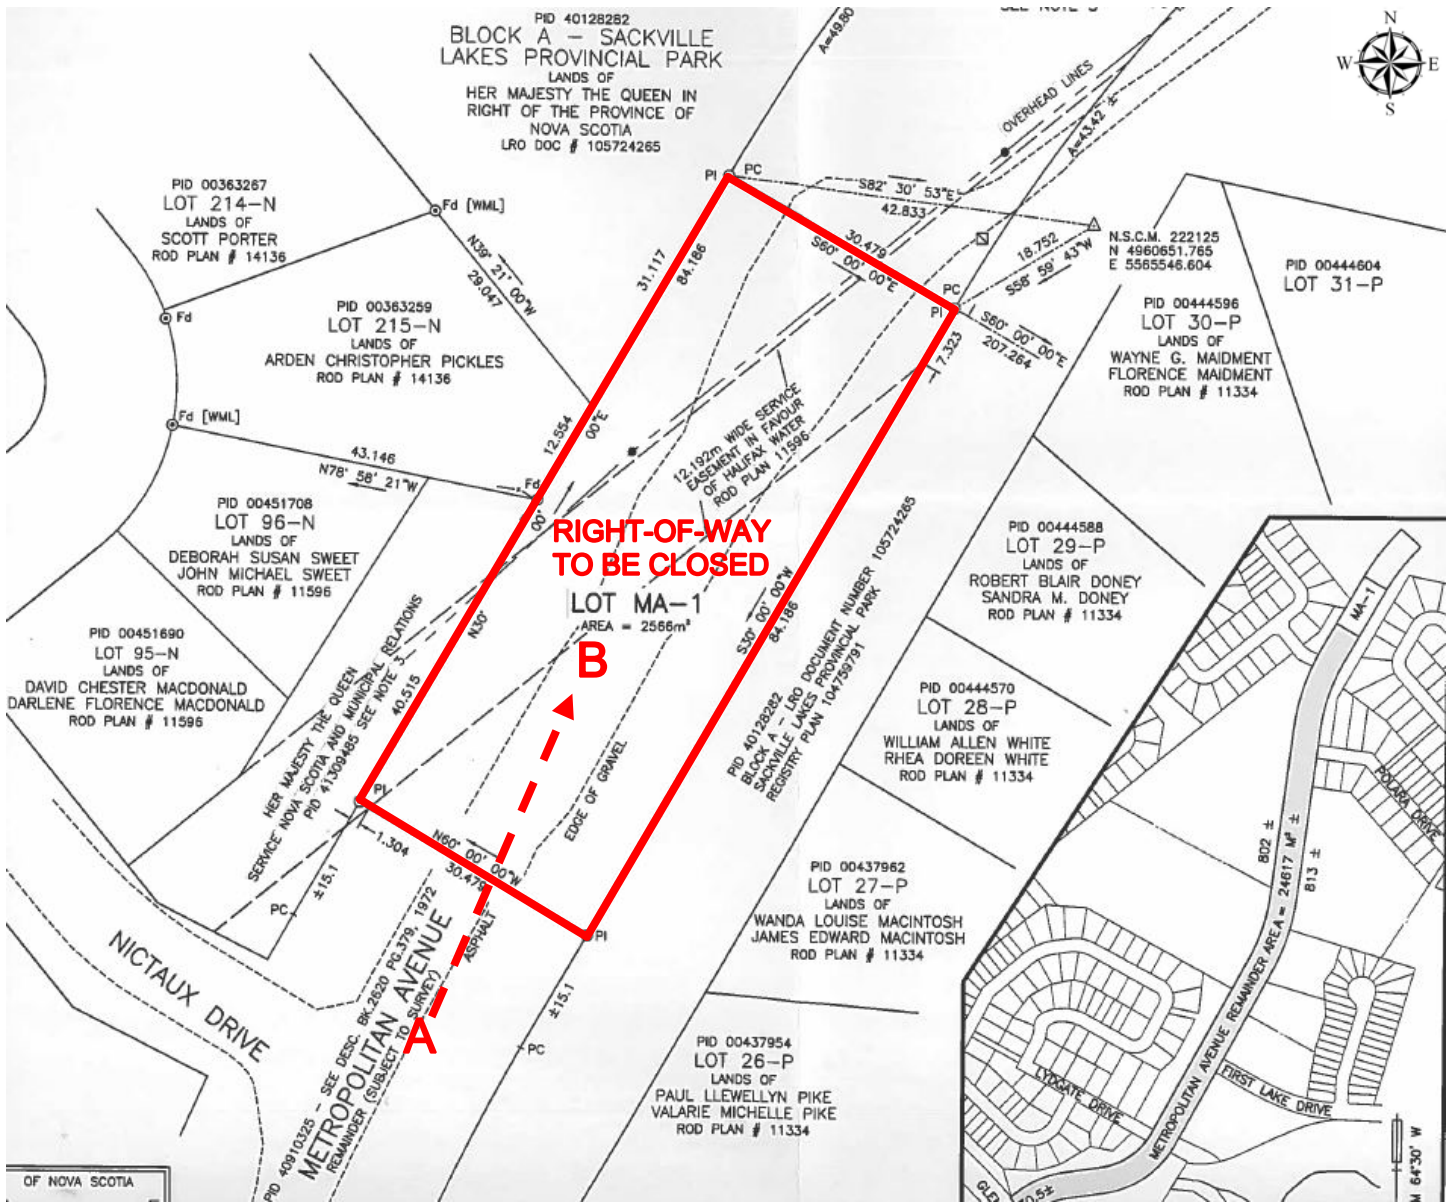 PID 40128282
BLOCK A - SACKVILLE
LAKES PROVINCIAL PARK
LANDS OF
HER MAJESTY THE QUEEN IN
RIGHT OF THE PROVINCE OF
NOVA SCOTIA
LRO DOC # 105724265
A=49.80
SEE NOTE 3
N
W
E
S
OVERHEAD LINES
A=43.42 ±
PID 00363267
LOT 214-N
LANDS OF
SCOTT PORTER
ROD PLAN # 14136
Fd [WML]
N39° 21' 00"W
29.047
PI
PC
S82° 30' 53"E
42.833
30.479
S60° 00' 00"E
31.117
84.186
18.752
S58° 59' 43"W
N.S.C.M. 222125
N 4960651.765
E 5565546.604
PID 00444604
LOT 31-P
PID 00444596
LOT 30-P
LANDS OF
WAYNE G. MAIDMENT
FLORENCE MAIDMENT
ROD PLAN # 11334
PC
PI
S60° 00' 00"E
207.264
7.323
Fd
PID 00363259
LOT 215-N
LANDS OF
ARDEN CHRISTOPHER PICKLES
ROD PLAN # 14136
Fd [WML]
43.146
N78° 58' 21"W
Fd
12.554
00"E
00'
N30°
12.192m WIDE SERVICE
EASEMENT IN FAVOUR
OF HALIFAX WATER
ROD PLAN 11596
PID 00451708
LOT 96-N
LANDS OF
DEBORAH SUSAN SWEET
JOHN MICHAEL SWEET
ROD PLAN # 11596
RIGHT-OF-WAY
TO BE CLOSED
LOT MA-1
AREA = 2566m²
B
S30° 00' 00"W
84.186
PID 00444588
LOT 29-P
LANDS OF
ROBERT BLAIR DONEY
SANDRA M. DONEY
ROD PLAN # 11334
PID 00451690
LOT 95-N
LANDS OF
DAVID CHESTER MACDONALD
DARLENE FLORENCE MACDONALD
ROD PLAN # 11596
HER MAJESTY THE QUEEN
SERVICE NOVA SCOTIA AND MUNICIPAL RELATIONS
PID 41309485 SEE NOTE 3
40.515
PID 40128282
BLOCK A - LRO DOCUMENT NUMBER 105724265
SACKVILLE LAKES PROVINCIAL PARK
REGISTRY PLAN 104759791
PID 00444570
LOT 28-P
LANDS OF
WILLIAM ALLEN WHITE
RHEA DOREEN WHITE
ROD PLAN # 11334
PI
1.304
N60° 00' 00"W
30.479
EDGE OF GRAVEL
±15.1
PC
ASPHALT
PI
±15.1
PC
PID 00437962
LOT 27-P
LANDS OF
WANDA LOUISE MACINTOSH
JAMES EDWARD MACINTOSH
ROD PLAN # 11334
NICTAUX DRIVE
PID 40910325 - SEE DESC. BK.2620 PG.379, 1972
METROPOLITAN AVENUE
REMAINDER (SUBJECT TO SURVEY)
A
PID 00437954
LOT 26-P
LANDS OF
PAUL LLEWELLYN PIKE
VALARIE MICHELLE PIKE
ROD PLAN # 11334
MA-1
POLARA DRIVE
802 ±
813 ±
METROPOLITAN AVENUE REMAINDER AREA = 24617 M² ±
LYDGATE DRIVE
FIRST LAKE DRIVE
M 64°30' W
OF NOVA SCOTIA